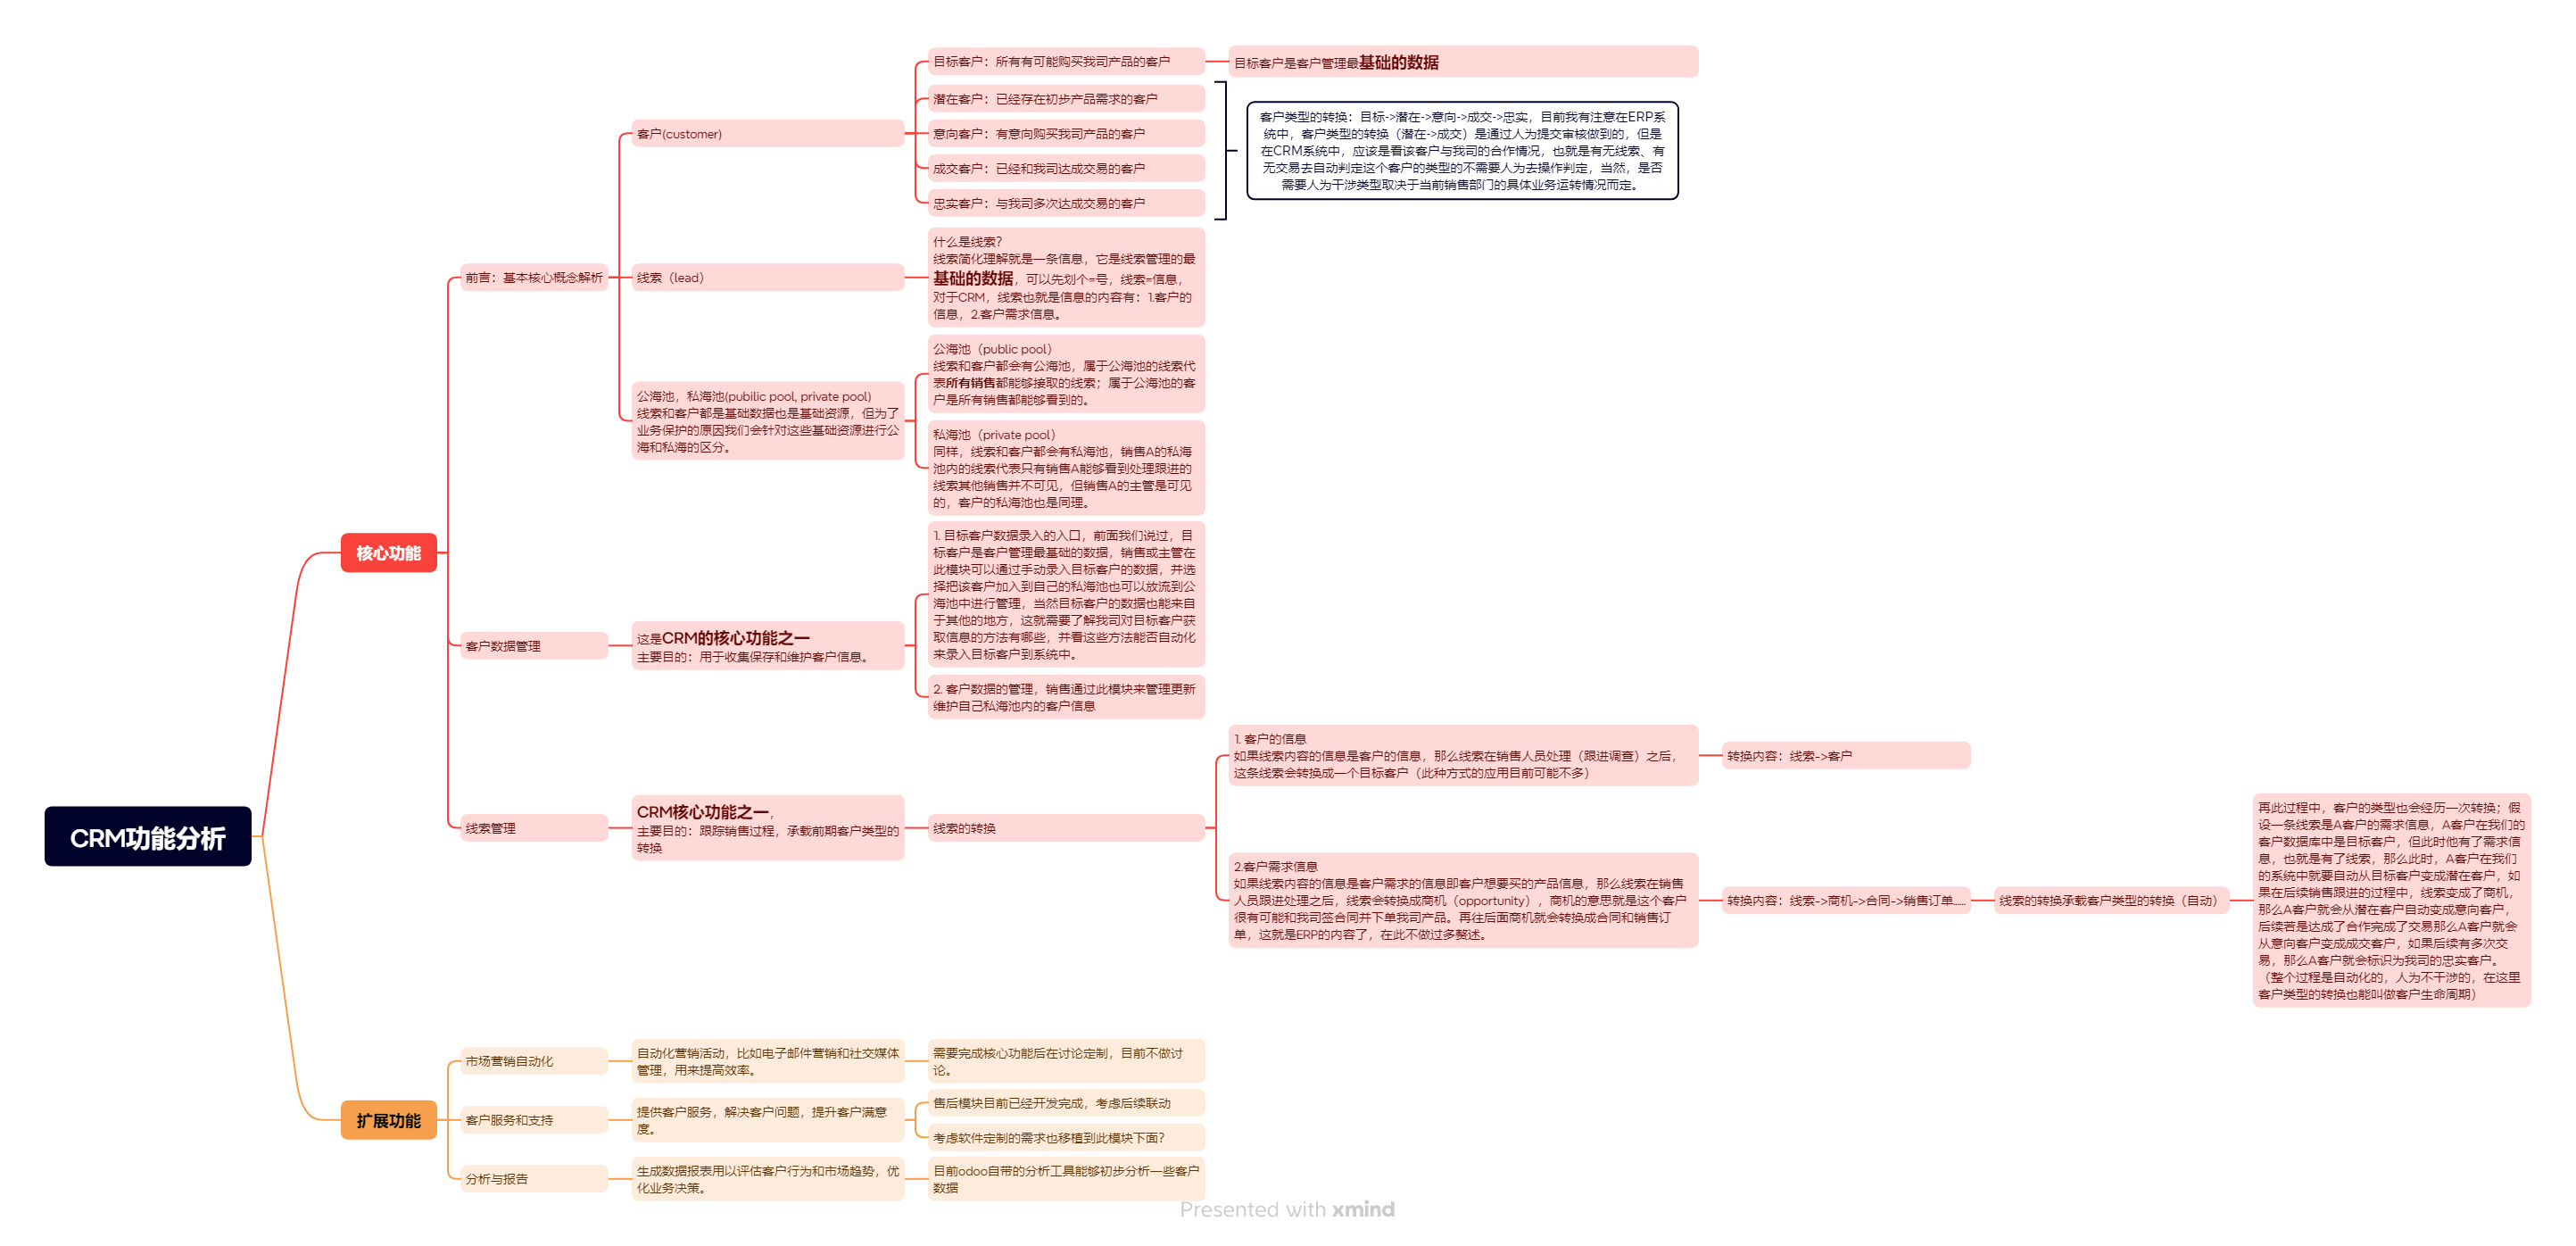 CRM功能分析
核心功能
前言：基本核心概念解析
客户(customer)
目标客户：所有有可能购买我司产品的客户
目标客户是客户管理最基础的数据
潜在客户：已经存在初步产品需求的客户
意向客户：有意向购买我司产品的客户
成交客户：已经和我司达成交易的客户
忠实客户：与我司多次达成交易的客户
客户类型的转换：目标->潜在->意向->成交->忠实，目前我有注意在ERP系
统中，客户类型的转换（潜在->成交）是通过人为提交审核做到的，但是
在CRM系统中，应该是看该客户与我司的合作情况，也就是有无线索、有
无交易去自动判定这个客户的类型的不需要人为去操作判定，当然，是否
需要人为干涉类型取决于当前销售部门的具体业务运转情况而定。
线索（lead）
什么是线索？
线索简化理解就是一条信息，它是线索管理的最
基础的数据，可以先划个=号，线索=信息，
对于CRM，线索也就是信息的内容有：1.客户的
信息，2.客户需求信息。
公海池，私海池(pubilic pool, private pool)
线索和客户都是基础数据也是基础资源，但为了
业务保护的原因我们会针对这些基础资源进行公
海和私海的区分。
公海池（public pool）
线索和客户都会有公海池，属于公海池的线索代
表所有销售都能够接取的线索；属于公海池的客
户是所有销售都能够看到的。
私海池（private pool）
同样，线索和客户都会有私海池，销售A的私海
池内的线索代表只有销售A能够看到处理跟进的
线索其他销售并不可见，但销售A的主管是可见
的，客户的私海池也是同理。
客户数据管理
这是CRM的核心功能之一
主要目的：用于收集保存和维护客户信息。
1. 目标客户数据录入的入口，前面我们说过，目
标客户是客户管理最基础的数据，销售或主管在
此模块可以通过手动录入目标客户的数据，并选
择把该客户加入到自己的私海池也可以放流到公
海池中进行管理，当然目标客户的数据也能来自
于其他的地方，这就需要了解我司对目标客户获
取信息的方法有哪些，并看这些方法能否自动化
来录入目标客户到系统中。
2. 客户数据的管理，销售通过此模块来管理更新
维护自己私海池内的客户信息
线索管理
CRM核心功能之一，
主要目的：跟踪销售过程，承载前期客户类型的
转换
线索的转换
1. 客户的信息
如果线索内容的信息是客户的信息，那么线索在销售人员处理（跟进调查）之后，
这条线索会转换成一个目标客户（此种方式的应用目前可能不多）
转换内容：线索->客户
2.客户需求信息
如果线索内容的信息是客户需求的信息即客户想要买的产品信息，那么线索在销售
人员跟进处理之后，线索会转换成商机（opportunity），商机的意思就是这个客户
很有可能和我司签合同并下单我司产品。再往后面商机就会转换成合同和销售订
单，这就是ERP的内容了，在此不做过多赘述。
转换内容：线索->商机->合同->销售订单......
线索的转换承载客户类型的转换（自动）
再此过程中，客户的类型也会经历一次转换；假
设一条线索是A客户的需求信息，A客户在我们的
客户数据库中是目标客户，但此时他有了需求信
息，也就是有了线索，那么此时，A客户在我们
的系统中就要自动从目标客户变成潜在客户，如
果在后续销售跟进的过程中，线索变成了商机，
那么A客户就会从潜在客户自动变成意向客户，
后续若是达成了合作完成了交易那么A客户就会
从意向客户变成成交客户，如果后续有多次交
易，那么A客户就会标识为我司的忠实客户。
（整个过程是自动化的，人为不干涉的，在这里
客户类型的转换也能叫做客户生命周期）
扩展功能
市场营销自动化
自动化营销活动，比如电子邮件营销和社交媒体
管理，用来提高效率。
需要完成核心功能后在讨论定制，目前不做讨
论。
客户服务和支持
提供客户服务，解决客户问题，提升客户满意
度。
售后模块目前已经开发完成，考虑后续联动
考虑软件定制的需求也移植到此模块下面？
分析与报告
生成数据报表用以评估客户行为和市场趋势，优
化业务决策。
目前odoo自带的分析工具能够初步分析一些客户
数据
Presented with xmind